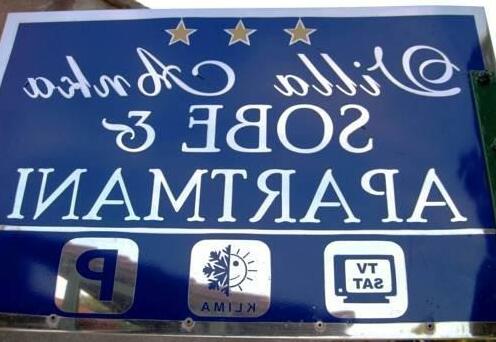 Villa Anka
SOBE &
APARTMANI
TV
SAT
KLIMA
P